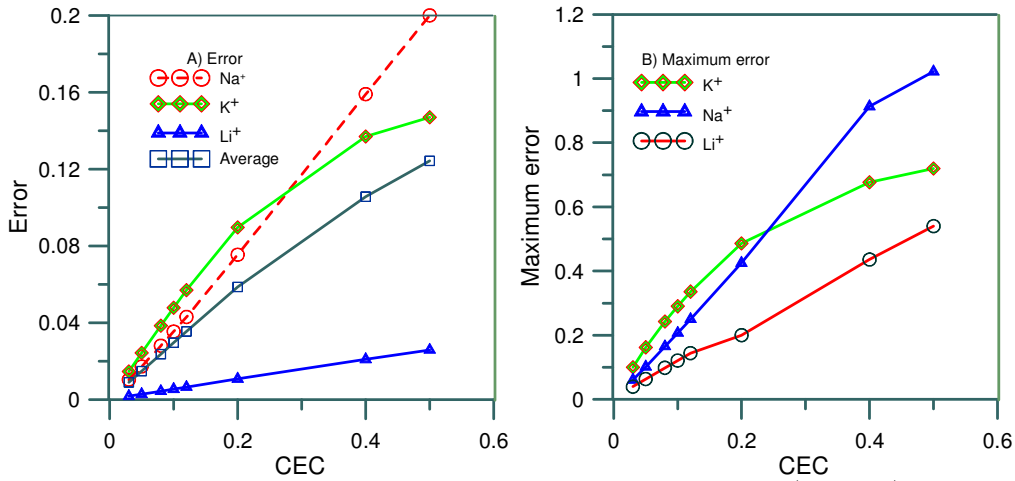 0.2
0.16
0.12
0.08
0.04
0
Error
A) Error
Na⁺
K⁺
Li⁺
Average
0
0.2
0.4
0.6
CEC
1.2
1
0.8
0.6
0.4
0.2
0
Maximum error
B) Maximum error
K⁺
Na⁺
Li⁺
0
0.2
0.4
0.6
CEC